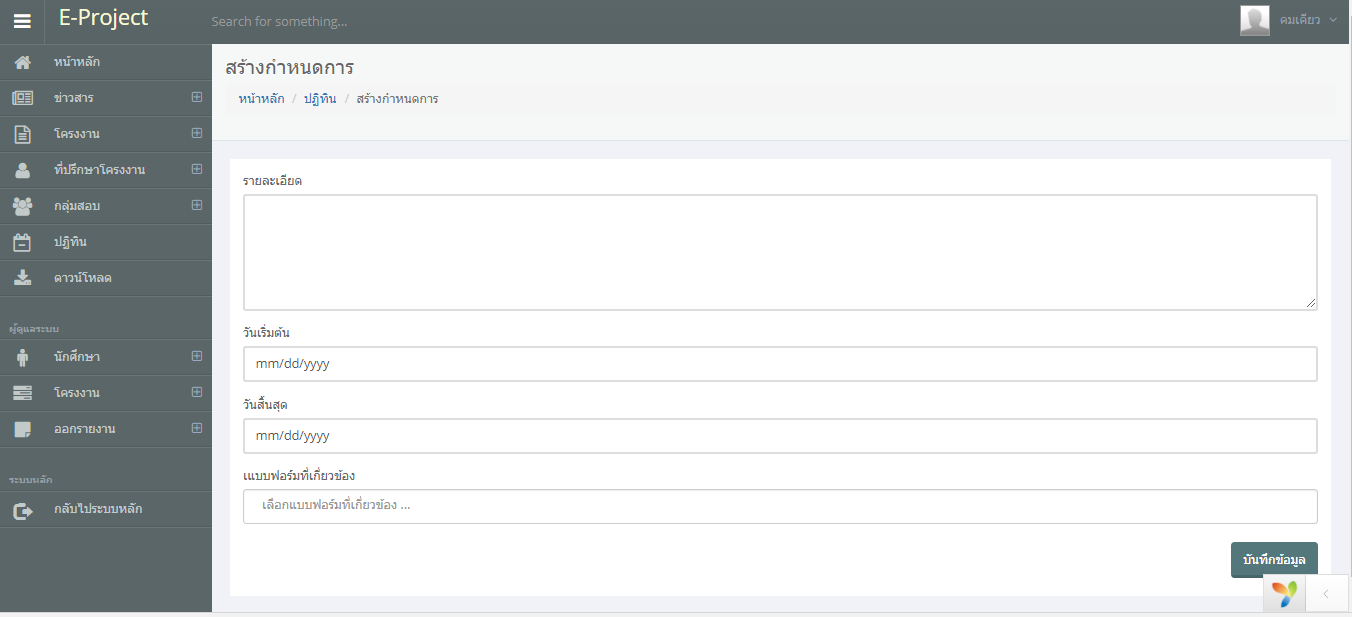 E-Project
Search for something...
คมเคียว
หน้าหลัก
ข่าวสาร
โครงงาน
ที่ปรึกษาโครงงาน
กลุ่มสอบ
ปฏิทิน
ดาวน์โหลด
ผู้ดูแลระบบ
นักศึกษา
โครงงาน
ออกรายงาน
ระบบหลัก
กลับไประบบหลัก
สร้างกำหนดการ
หน้าหลัก / ปฏิทิน / สร้างกำหนดการ
รายละเอียด
วันเริ่มต้น
mm/dd/yyyy
วันสิ้นสุด
mm/dd/yyyy
แแบบฟอร์มที่เกี่ยวข้อง
เลือกแบบฟอร์มที่เกี่ยวข้อง ...
บันทึกข้อมูล